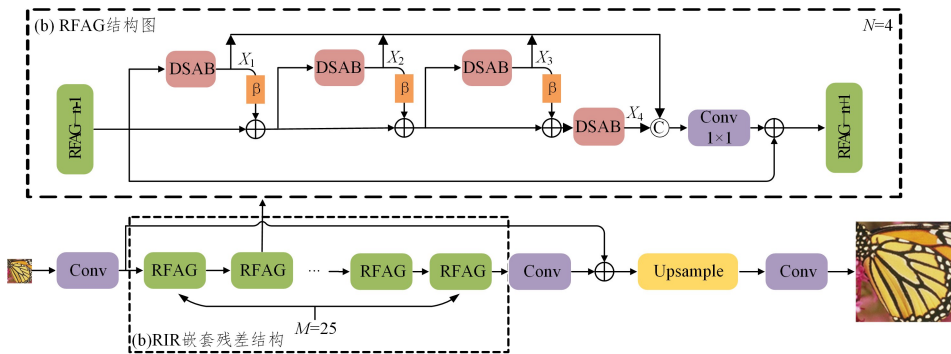 (b) RFAG结构图
N=4
DSAB
X1
DSAB
X2
DSAB
X3
β
β
β
RFAG—n-1
DSAB
X4
C
Conv
1×1
RFAG—n+1
Conv
RFAG
RFAG
...
RFAG
RFAG
Conv
Upsample
Conv
M=25
(b)RIR嵌套残差结构